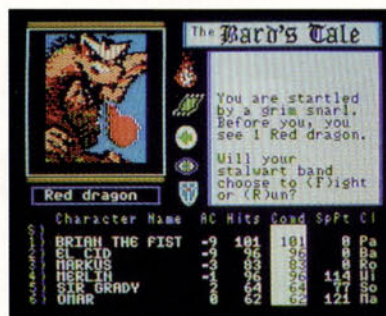 The Bard's Tale
You are startled
by a grim snarl.
Before you, you
see 1 Red dragon.
Will your
stalwart band
choose to (F)ight
or (R)un?
Red dragon
Character Name AC Hits Cond SpPt Cl
S)
1) BRIAN THE FIST -9 101 101 0 Pa
2) EL CID -9 96 96 0 Ba
3) MARKUS -3 83 83 0 Ro
4) MERLIN -1 96 96 114 Wi
5) SIR GRADY 2 64 64 77 So
6) OMAR 0 62 62 121 Ma